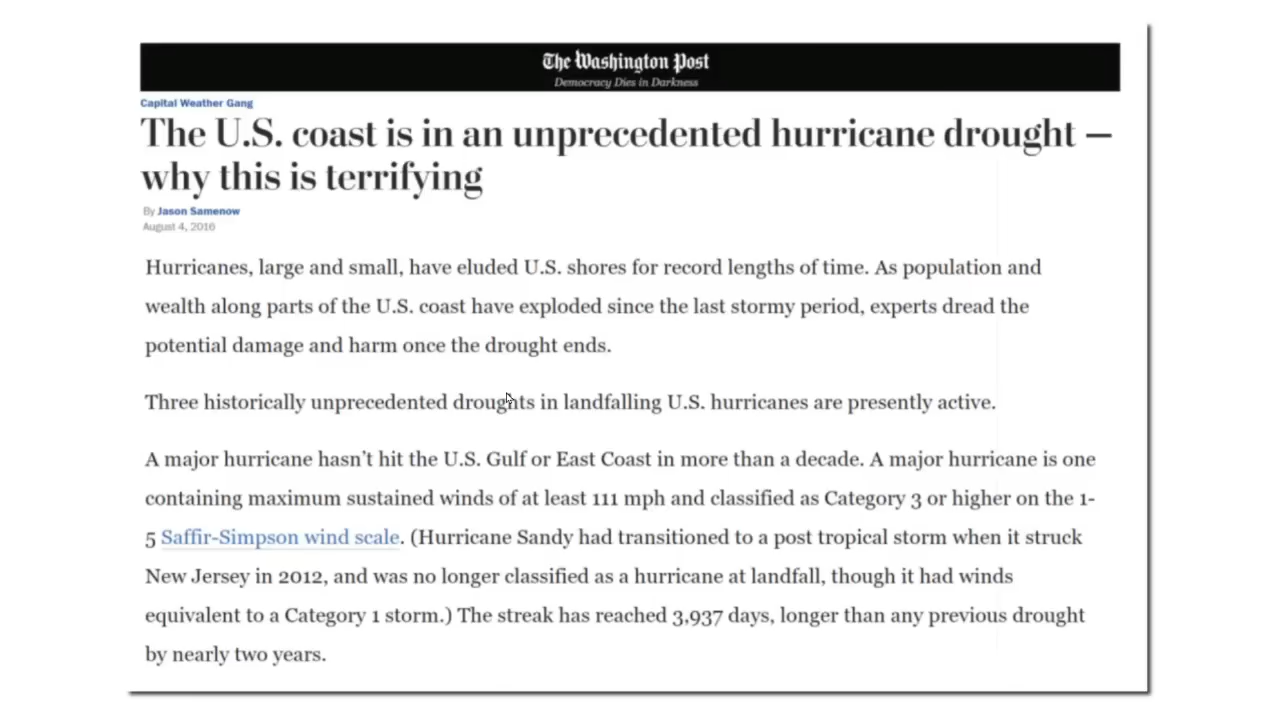 The Washington Post
Democracy Dies in Darkness
Capital Weather Gang
The U.S. coast is in an unprecedented hurricane drought —
why this is terrifying
By Jason Samenow
August 4, 2016
Hurricanes, large and small, have eluded U.S. shores for record lengths of time. As population and
wealth along parts of the U.S. coast have exploded since the last stormy period, experts dread the
potential damage and harm once the drought ends.
Three historically unprecedented droughts in landfalling U.S. hurricanes are presently active.
A major hurricane hasn't hit the U.S. Gulf or East Coast in more than a decade. A major hurricane is one
containing maximum sustained winds of at least 111 mph and classified as Category 3 or higher on the 1-
5 Saffir-Simpson wind scale. (Hurricane Sandy had transitioned to a post tropical storm when it struck
New Jersey in 2012, and was no longer classified as a hurricane at landfall, though it had winds
equivalent to a Category 1 storm.) The streak has reached 3,937 days, longer than any previous drought
by nearly two years.